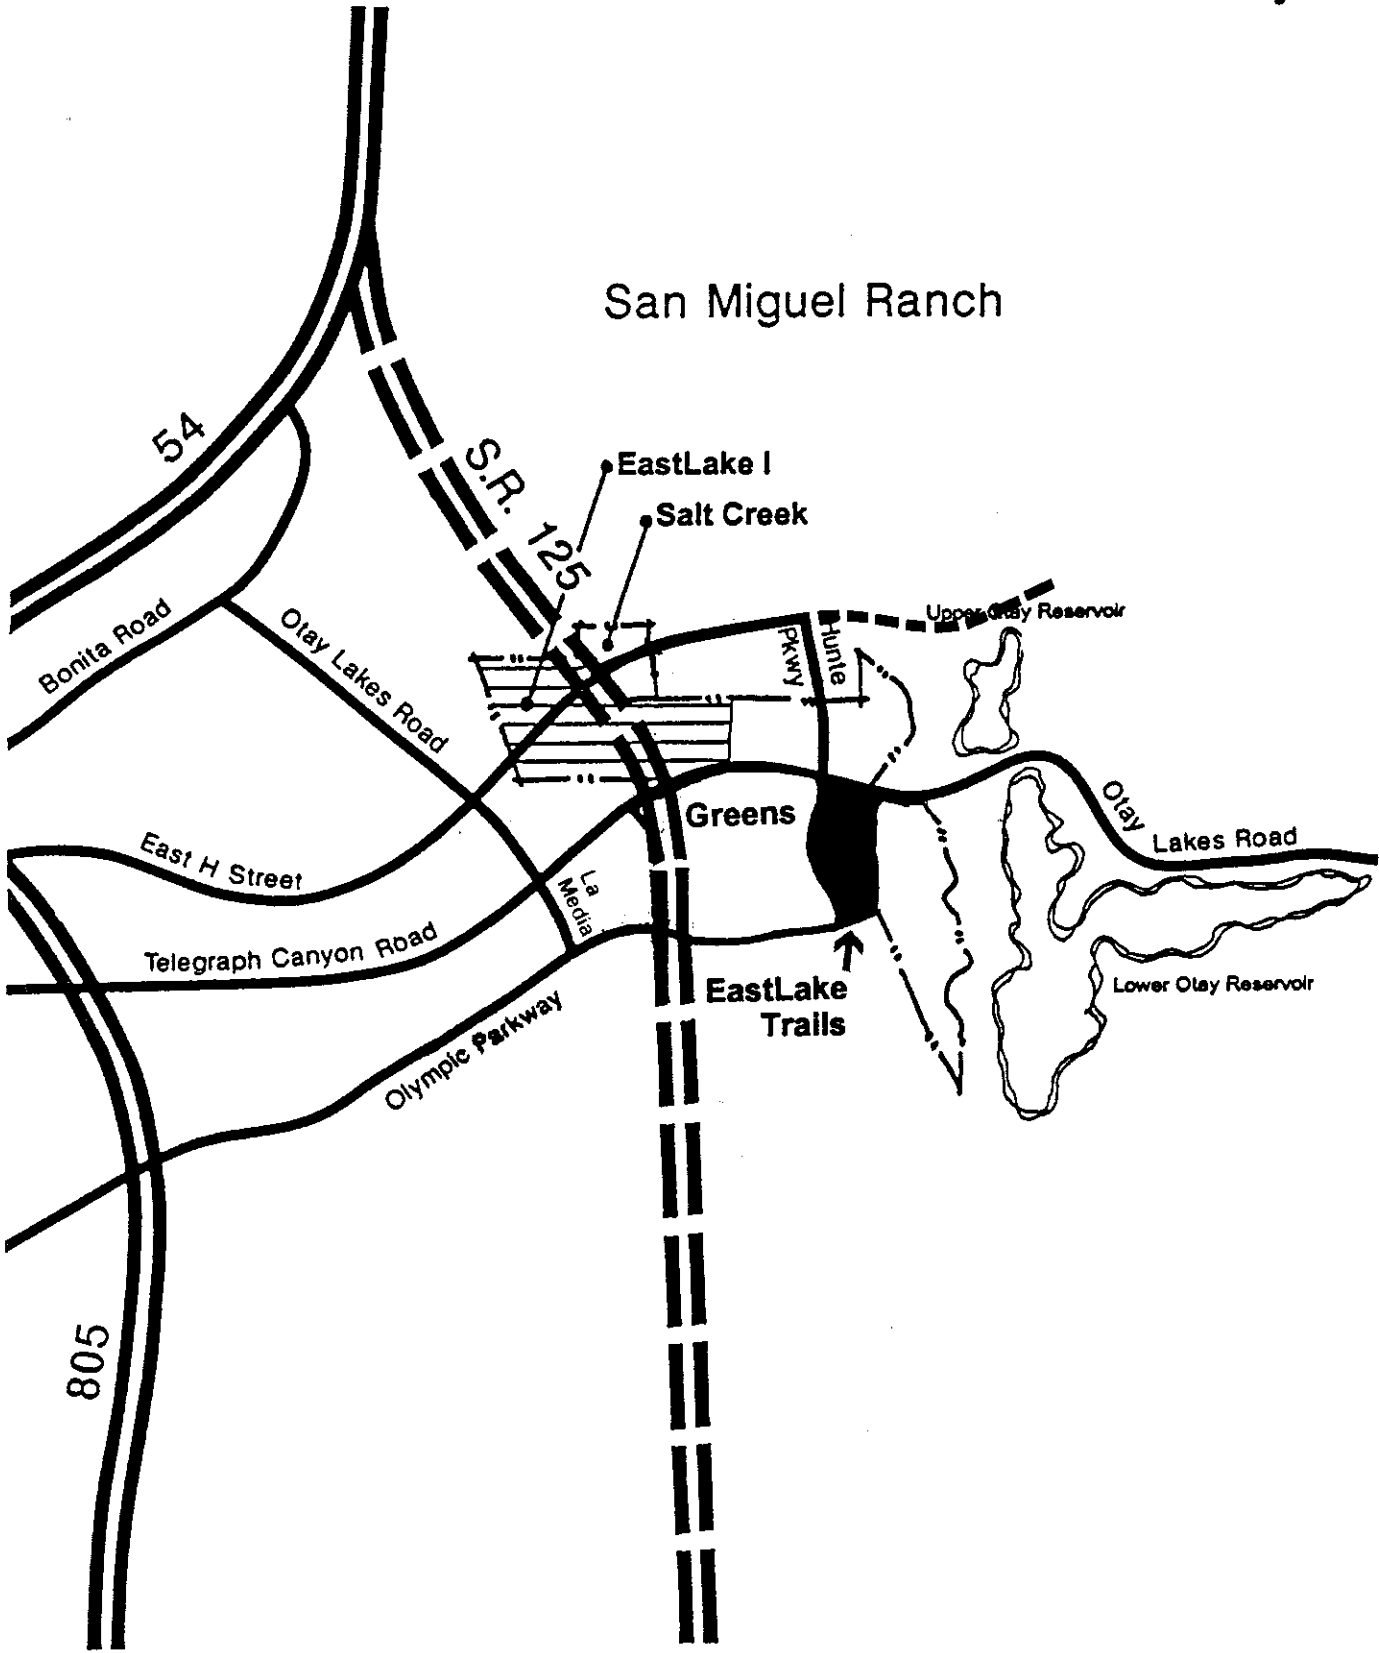 San Miguel Ranch
54
S.R. 125
EastLake I
Salt Creek
Upper Otay Reservoir
Bonita Road
Otay Lakes Road
Hunte
Pkwy
Greens
Otay
Lakes Road
East H Street
La
Media
Telegraph Canyon Road
EastLake
Trails
Lower Otay Reservoir
Olympic Parkway
805